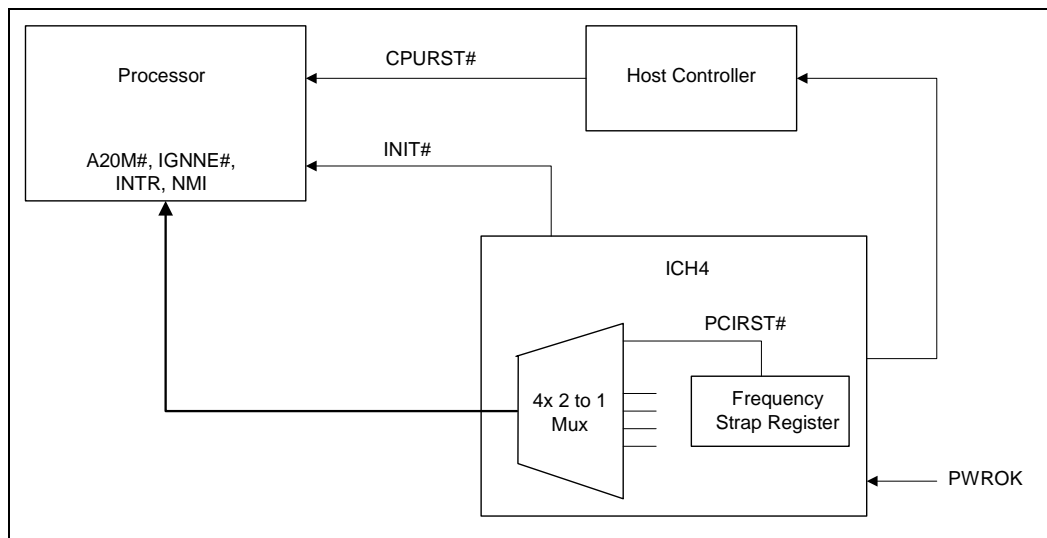 CPURST#
Processor
Host Controller
INIT#
A20M#, IGNNE#,
INTR, NMI
ICH4
PCIRST#
4x 2 to 1
Mux
Frequency
Strap Register
PWROK